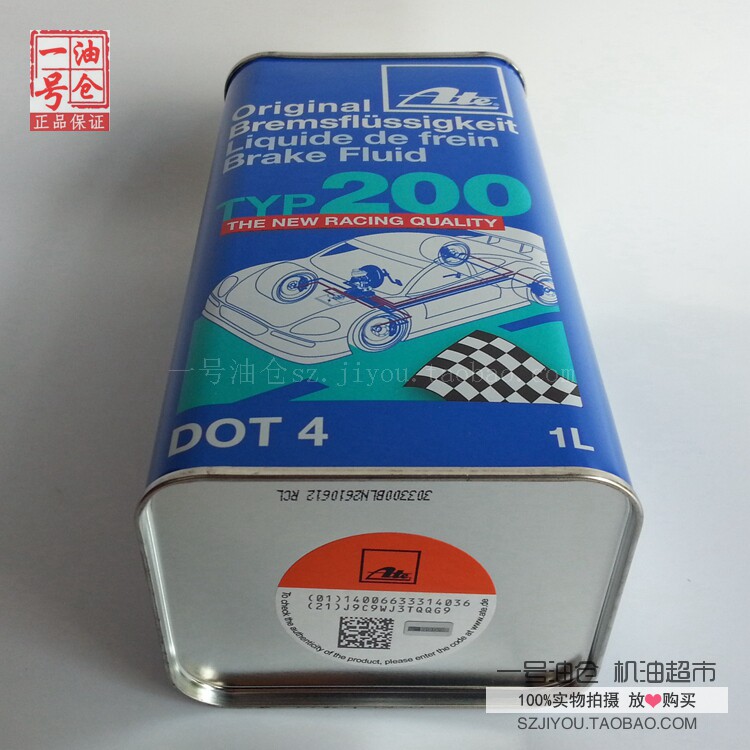 一油
号仓
正品保证
Ate
Original
Bremsflüssigkeit
Liquide de frein
Brake Fluid
TYP 200
THE NEW RACING QUALITY
一号油仓sz.jiyou.taobao.com
DOT 4
1L
303300BLN2610612 RCL
Ate
(01)14006633314036
(21)J9C9WJ3TQQG9
To check the authenticity of the product, please enter the code at www.ate.de
一号油仓 机油超市
100%实物拍摄 放❤购买
SZJIYOU.TAOBAO.COM